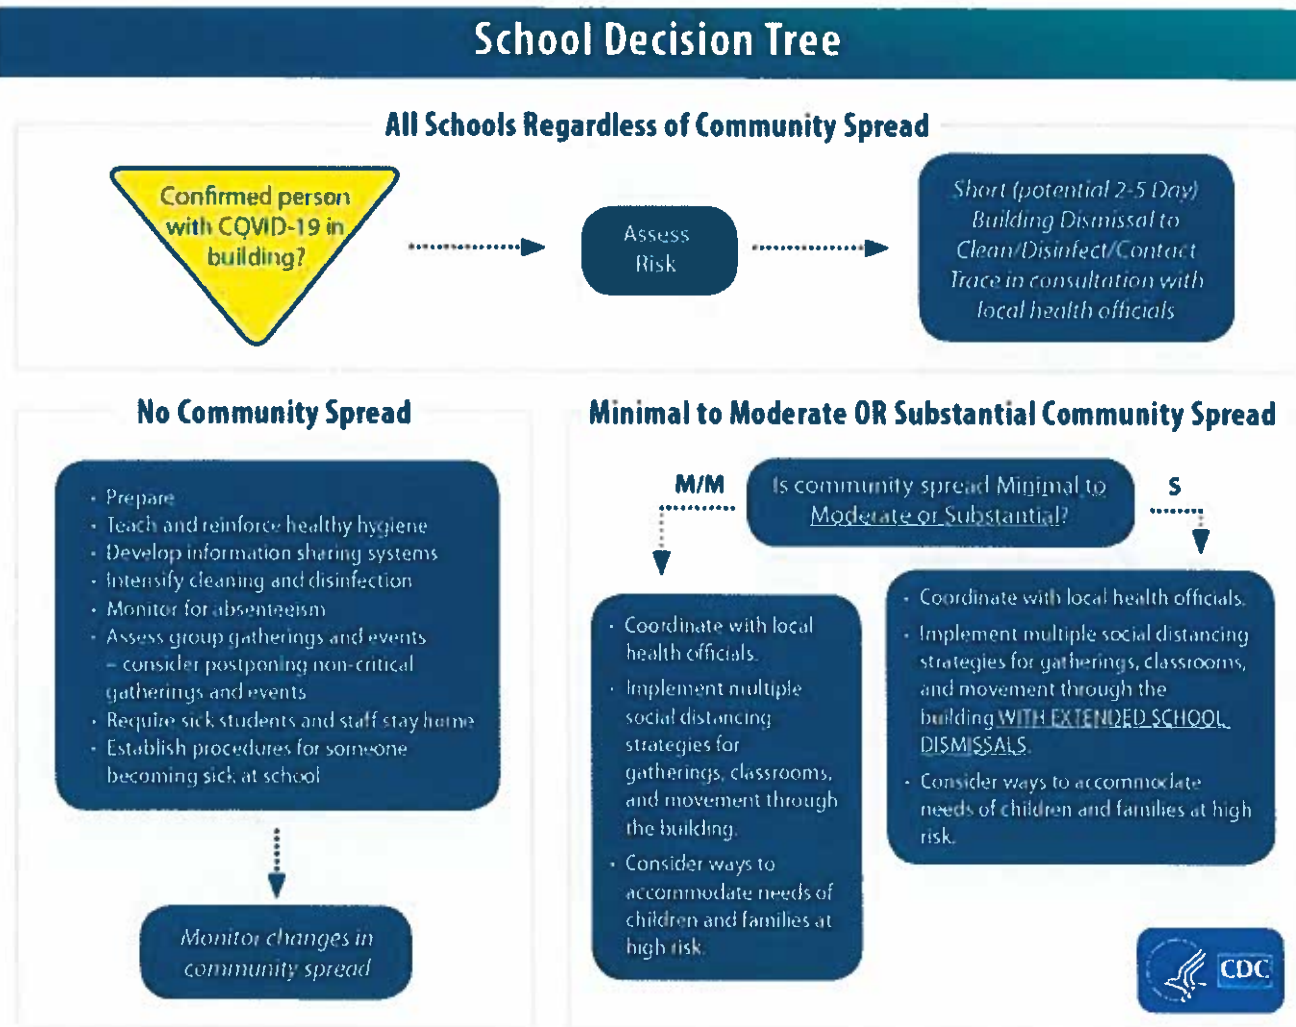 School Decision Tree
All Schools Regardless of Community Spread
Confirmed person
with COVID-19 in
building?
Assess
Risk
Short (potential 2-5 Day)
Building Dismissal to
Clean/Disinfect/Contact
Trace in consultation with
local health officials
No Community Spread
• Prepare
• Teach and reinforce healthy hygiene
• Develop information sharing systems
• Intensify cleaning and disinfection
• Monitor for absenteeism
• Assess group gatherings and events
– consider postponing non-critical
gatherings and events
• Require sick students and staff stay home
• Establish procedures for someone
becoming sick at school
Monitor changes in
community spread
Minimal to Moderate OR Substantial Community Spread
Is community spread Minimal to
Moderate or Substantial?
M/M
S
• Coordinate with local
health officials.
• Implement multiple
social distancing
strategies for
gatherings, classrooms,
and movement through
the building.
• Consider ways to
accommodate needs of
children and families at
high risk.
• Coordinate with local health officials.
• Implement multiple social distancing
strategies for gatherings, classrooms,
and movement through the
building WITH EXTENDED SCHOOL
DISMISSALS.
• Consider ways to accommodate
needs of children and families at high
risk.
CDC